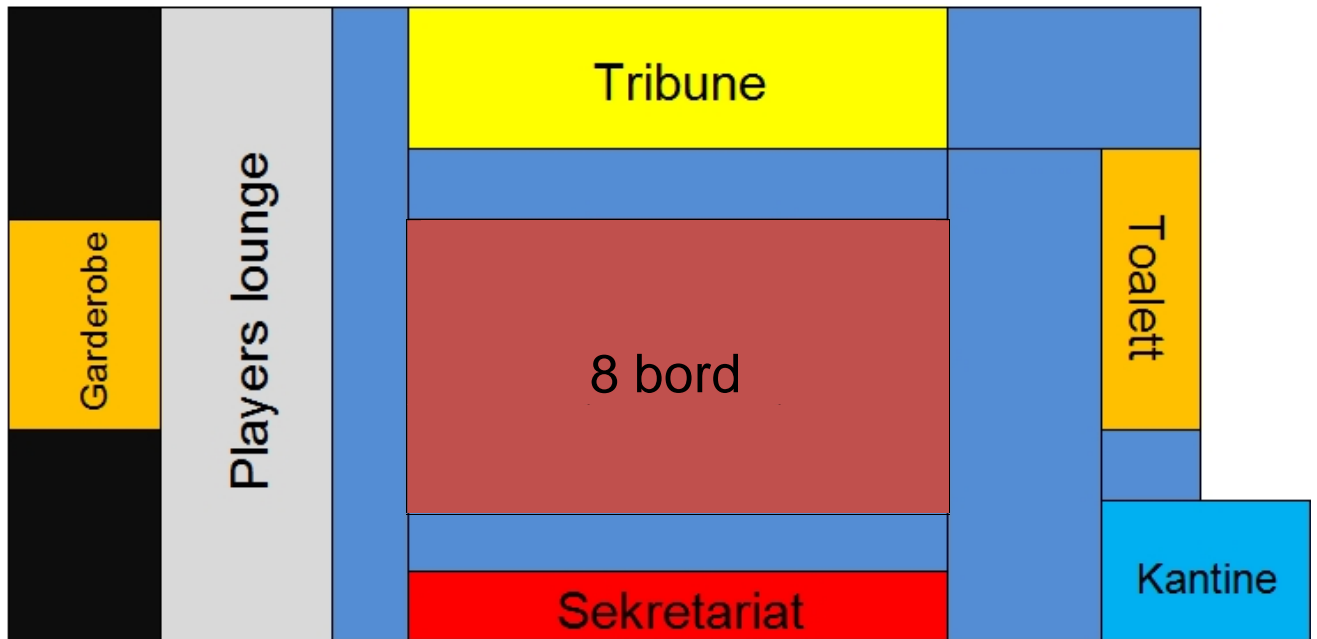 Tribune
Garderobe
Players lounge
8 bord
Toalett
Kantine
Sekretariat